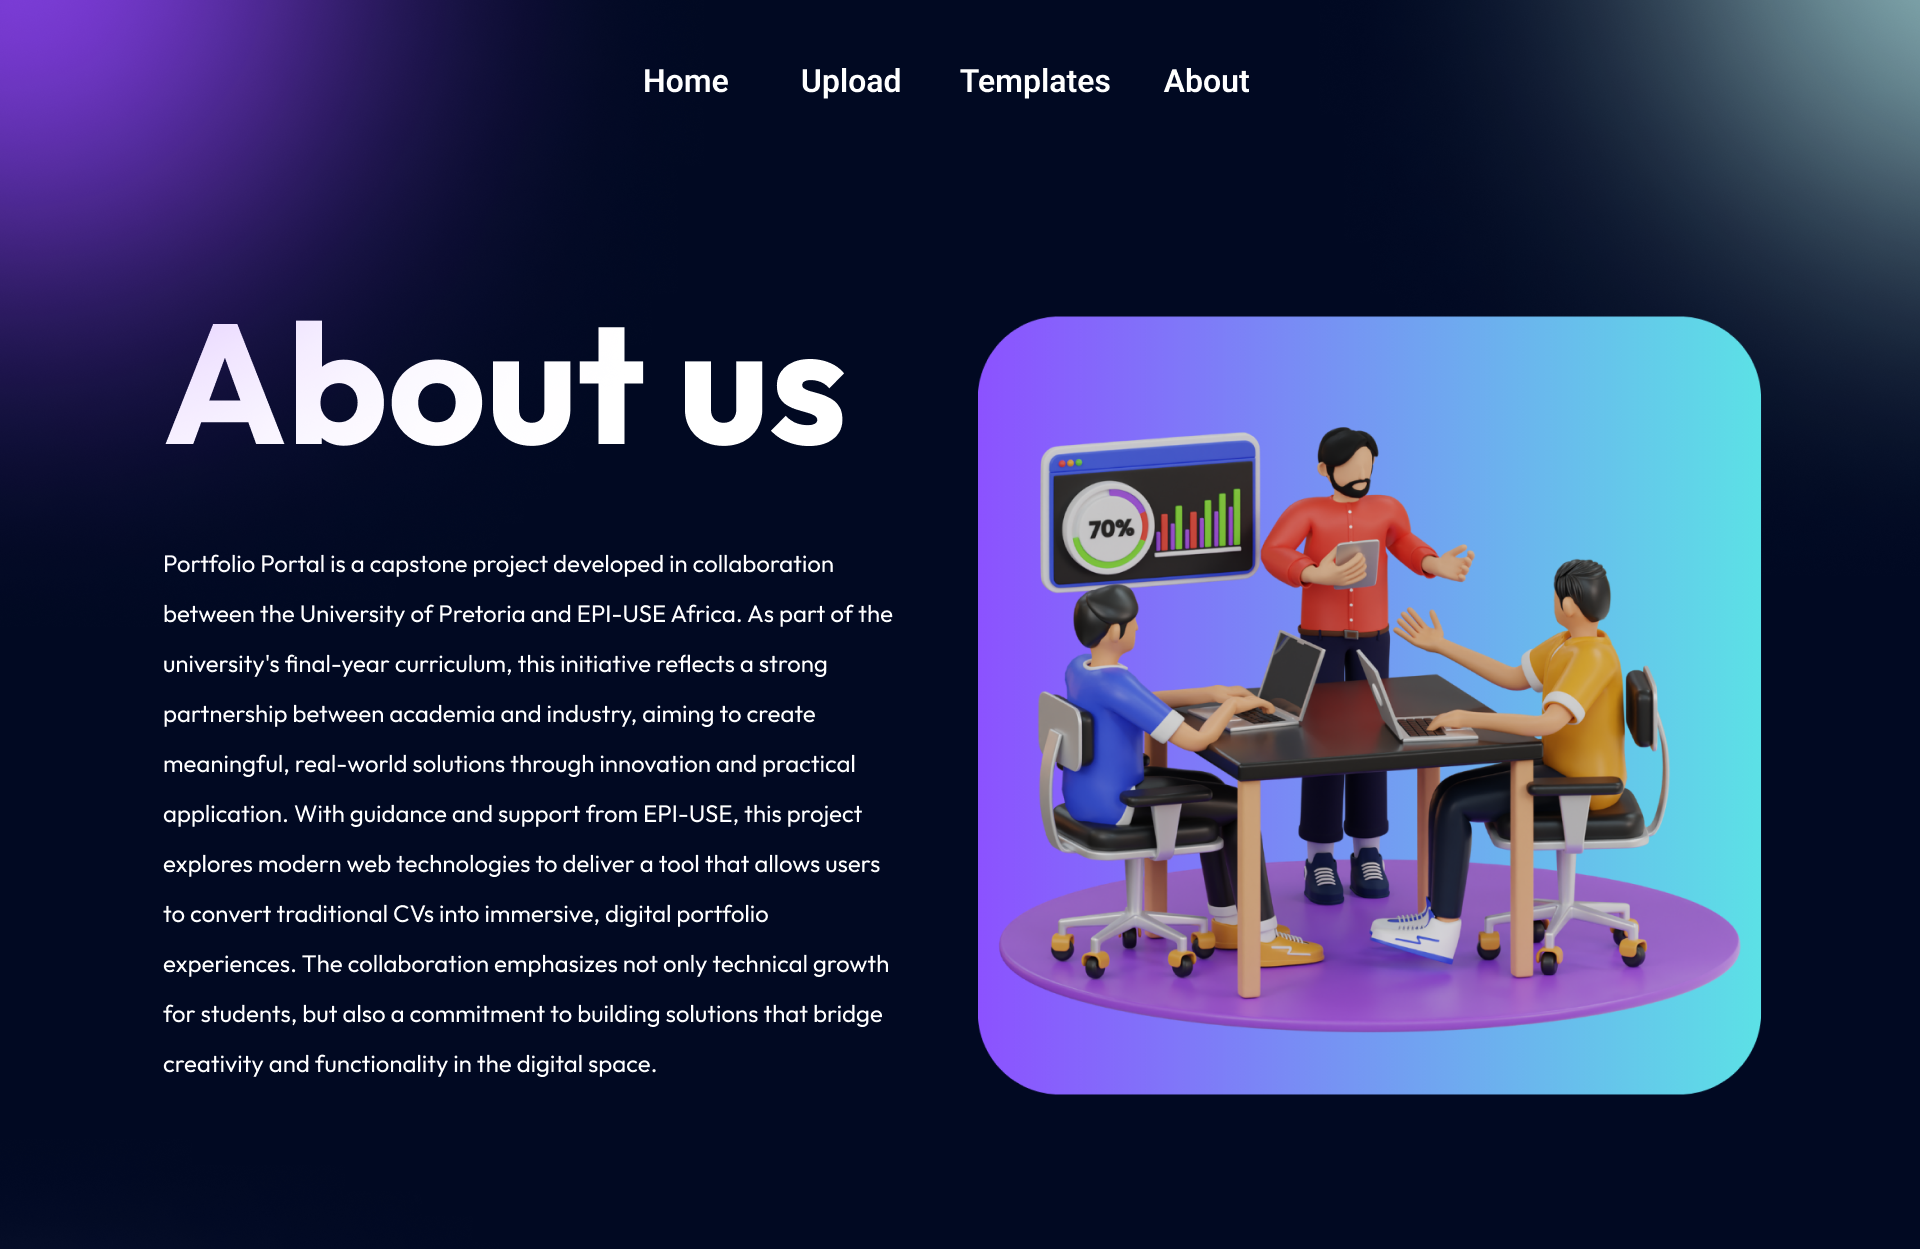 Home Upload Templates About
About us
Portfolio Portal is a capstone project developed in collaboration
between the University of Pretoria and EPI-USE Africa. As part of the
university's final-year curriculum, this initiative reflects a strong
partnership between academia and industry, aiming to create
meaningful, real-world solutions through innovation and practical
application. With guidance and support from EPI-USE, this project
explores modern web technologies to deliver a tool that allows users
to convert traditional CVs into immersive, digital portfolio
experiences. The collaboration emphasizes not only technical growth
for students, but also a commitment to building solutions that bridge
creativity and functionality in the digital space.
70%